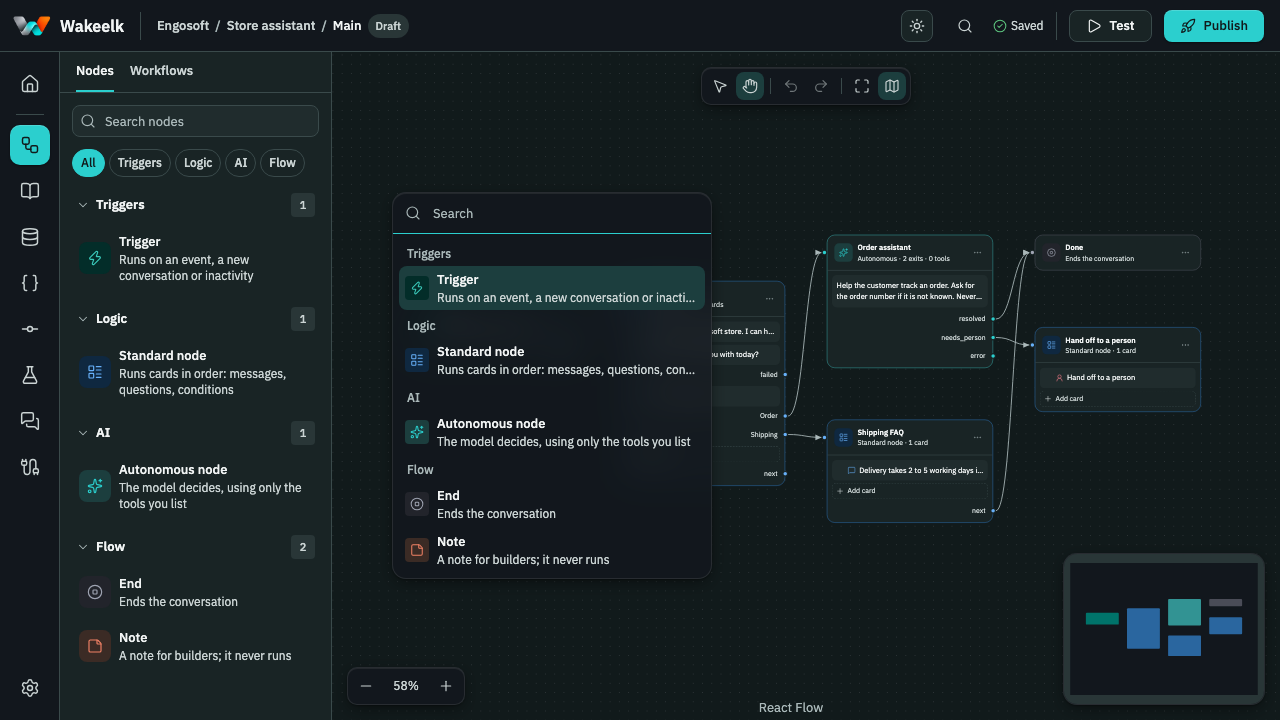 Wakeelk
Engosoft / Store assistant / Main Draft
Saved
Test
Publish
Nodes
Workflows
Search nodes
All
Triggers
Logic
AI
Flow
Triggers 1
Trigger
Runs on an event, a new
conversation or inactivity
Logic 1
Standard node
Runs cards in order: messages,
questions, conditions
AI 1
Autonomous node
The model decides, using only the
tools you list
Flow 2
End
Ends the conversation
Note
A note for builders; it never runs
Search
Triggers
Trigger
Runs on an event, a new conversation or inacti...
Logic
Standard node
Runs cards in order: messages, questions, con...
AI
Autonomous node
The model decides, using only the tools you list
Flow
End
Ends the conversation
Note
A note for builders; it never runs
failed
Order
Shipping
next
Order assistant
Autonomous · 2 exits · 0 tools
Help the customer track an order. Ask for
the order number if it is not known. Never...
resolved
needs_person
error
Shipping FAQ
Standard node · 1 card
Delivery takes 2 to 5 working days i...
Add card
next
Done
Ends the conversation
Hand off to a person
Standard node · 1 card
Hand off to a person
Add card
58%
React Flow